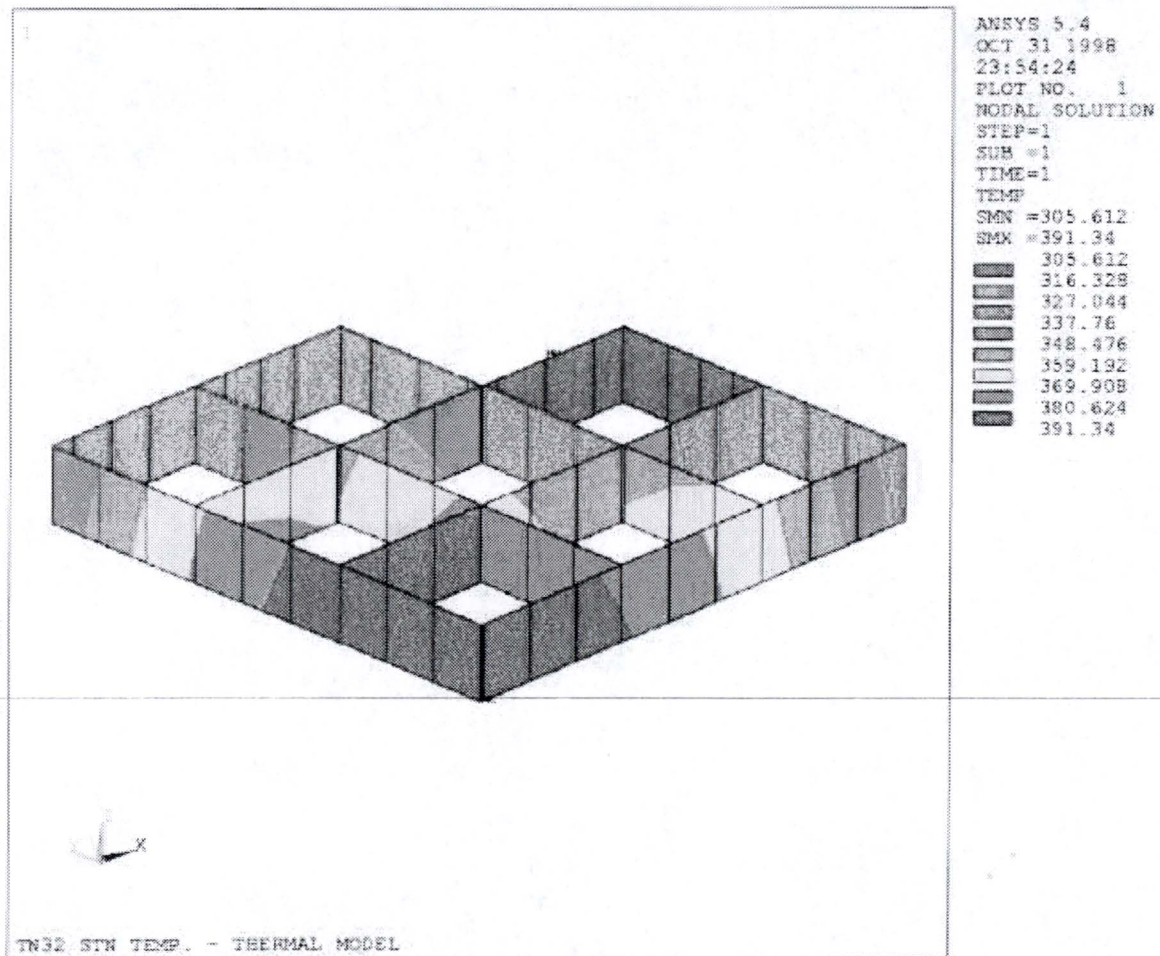 1
ANSYS 5.4
OCT 31 1998
23:54:24
PLOT NO. 1
NODAL SOLUTION
STEP=1
SUB =1
TIME=1
TEMP
SMN =305.612
SMX =391.34
305.612
316.328
327.044
337.76
348.476
359.192
369.908
380.624
391.34
X
TN32 STN TEMP. - THERMAL MODEL